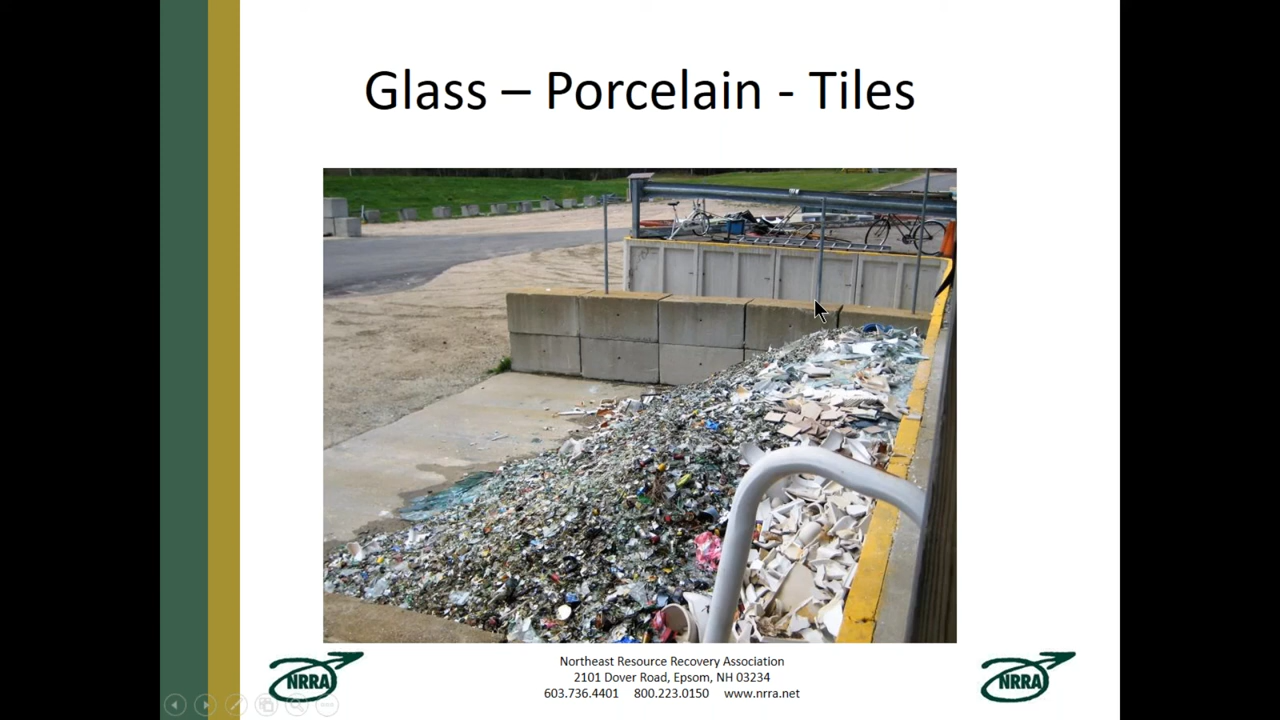 Glass – Porcelain - Tiles
Northeast Resource Recovery Association
2101 Dover Road, Epsom, NH 03234
603.736.4401 800.223.0150 www.nrra.net
NRRA
NRRA